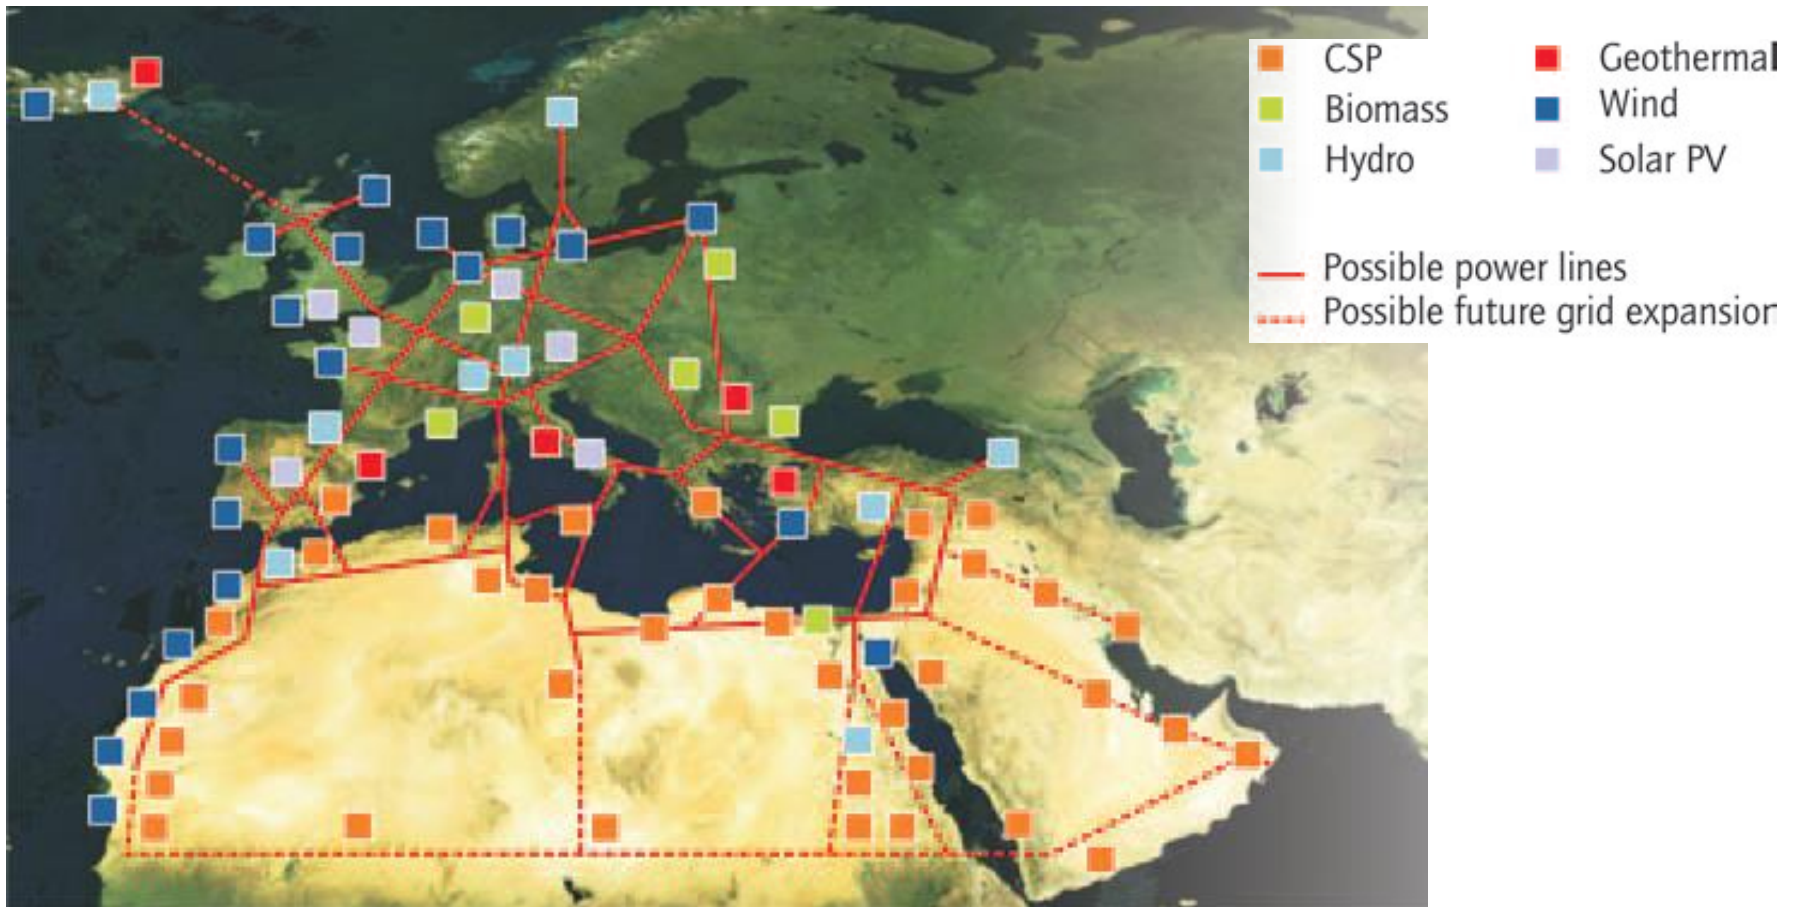 CSP
Geothermal
Biomass
Wind
Hydro
Solar PV
Possible power lines
Possible future grid expansion